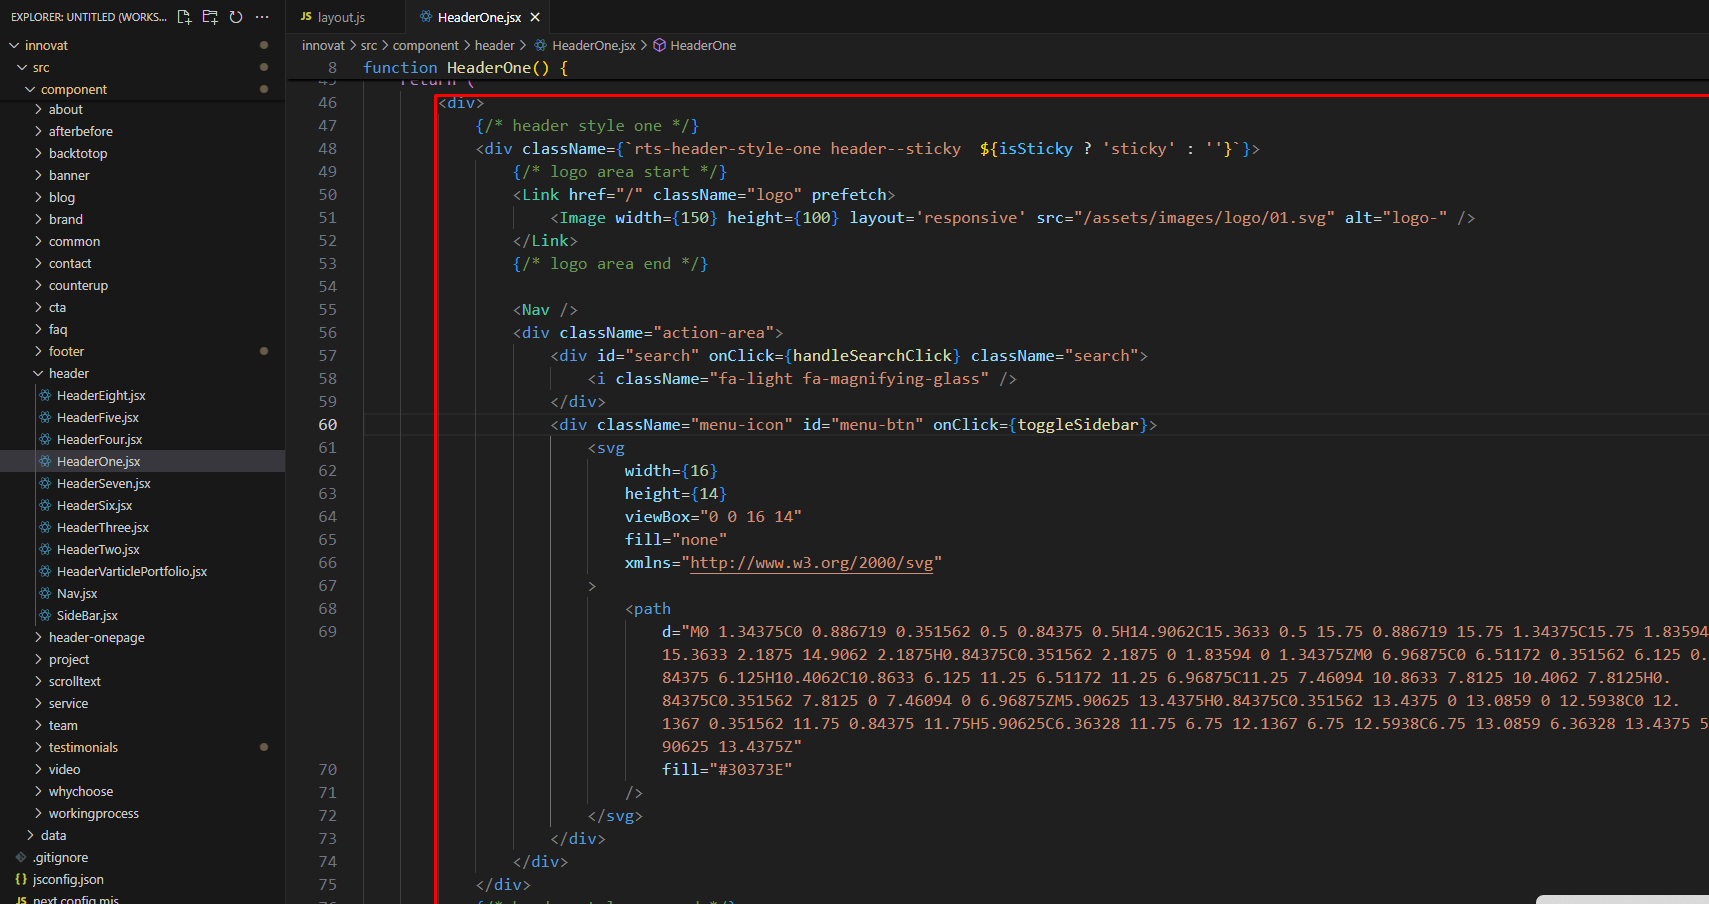 EXPLORER: UNTITLED (WORKS...
innovat
src
component
about
afterbefore
backtotop
banner
blog
brand
common
contact
counterup
cta
faq
footer
header
HeaderEight.jsx
HeaderFive.jsx
HeaderFour.jsx
HeaderOne.jsx
HeaderSeven.jsx
HeaderSix.jsx
HeaderThree.jsx
HeaderTwo.jsx
HeaderVarticlePortfolio.jsx
Nav.jsx
SideBar.jsx
header-onepage
project
scrolltext
service
team
testimonials
video
whychoose
workingprocess
data
.gitignore
{} jsconfig.json
JS next.config.mjs
JS layout.js
HeaderOne.jsx
innovat > src > component > header > HeaderOne.jsx > HeaderOne
8 function HeaderOne() {
45 return (
46 <div>
47 {/* header style one */}
48 <div className={`rts-header-style-one header--sticky  ${isSticky ? 'sticky' : ''}`}>
49 {/* logo area start */}
50 <Link href="/" className="logo" prefetch>
51 <Image width={150} height={100} layout='responsive' src="/assets/images/logo/01.svg" alt="logo-" />
52 </Link>
53 {/* logo area end */}
54
55 <Nav />
56 <div className="action-area">
57 <div id="search" onClick={handleSearchClick} className="search">
58 <i className="fa-light fa-magnifying-glass" />
59 </div>
60 <div className="menu-icon" id="menu-btn" onClick={toggleSidebar}>
61 <svg
62 width={16}
63 height={14}
64 viewBox="0 0 16 14"
65 fill="none"
66 xmlns="http://www.w3.org/2000/svg"
67 >
68 <path
69 d="M0 1.34375C0 0.886719 0.351562 0.5 0.84375 0.5H14.9062C15.3633 0.5 15.75 0.886719 15.75 1.34375C15.75 1.83594
15.3633 2.1875 14.9062 2.1875H0.84375C0.351562 2.1875 0 1.83594 0 1.34375ZM0 6.96875C0 6.51172 0.351562 6.125 0.
84375 6.125H10.4062C10.8633 6.125 11.25 6.51172 11.25 6.96875C11.25 7.46094 10.8633 7.8125 10.4062 7.8125H0.
84375C0.351562 7.8125 0 7.46094 0 6.96875ZM5.90625 13.4375H0.84375C0.351562 13.4375 0 13.0859 0 12.5938C0 12.
1367 0.351562 11.75 0.84375 11.75H5.90625C6.36328 11.75 6.75 12.1367 6.75 12.5938C6.75 13.0859 6.36328 13.4375 5
90625 13.4375Z"
70 fill="#30373E"
71 />
72 </svg>
73 </div>
74 </div>
75 </div>